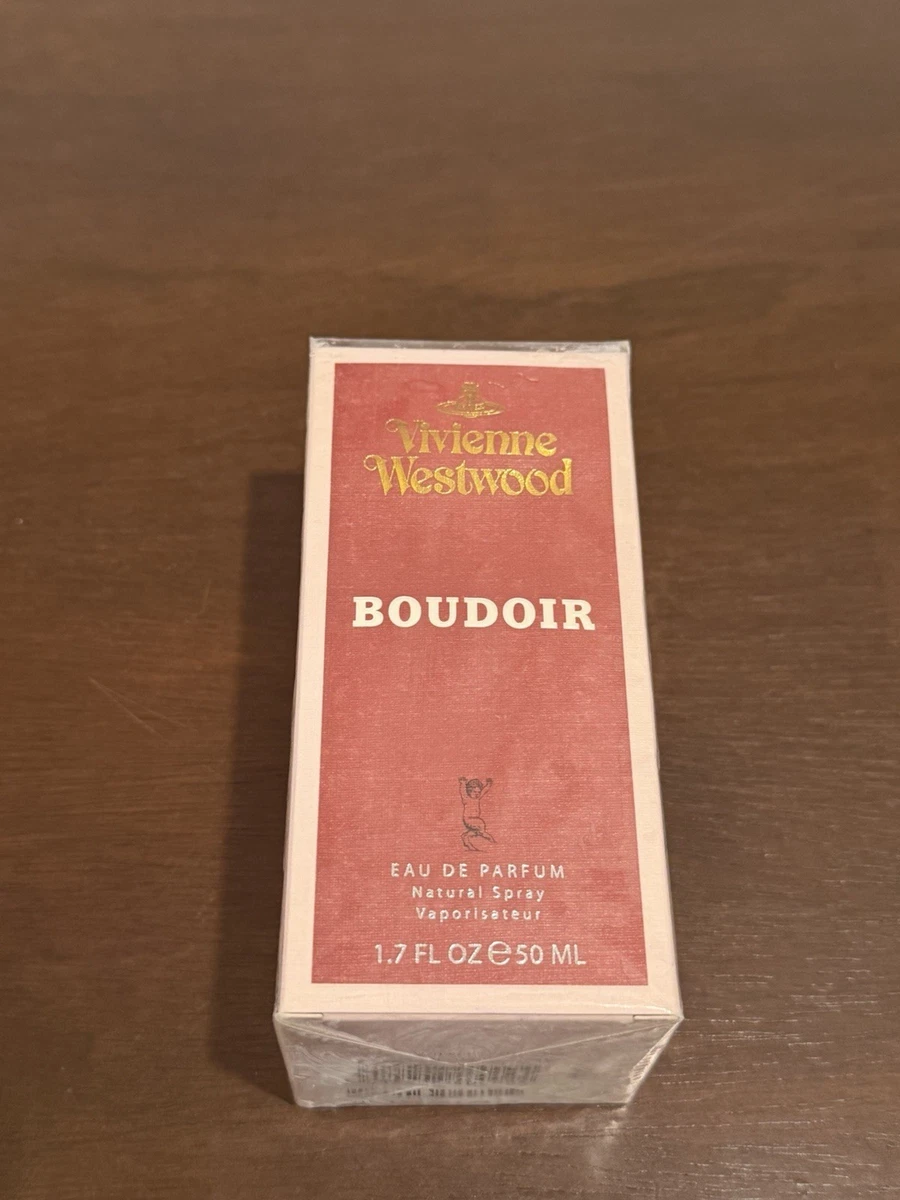 Vivienne
Westwood
BOUDOIR
EAU DE PARFUM
Natural Spray
Vaporisateur
1.7 FL OZ ℮ 50 ML